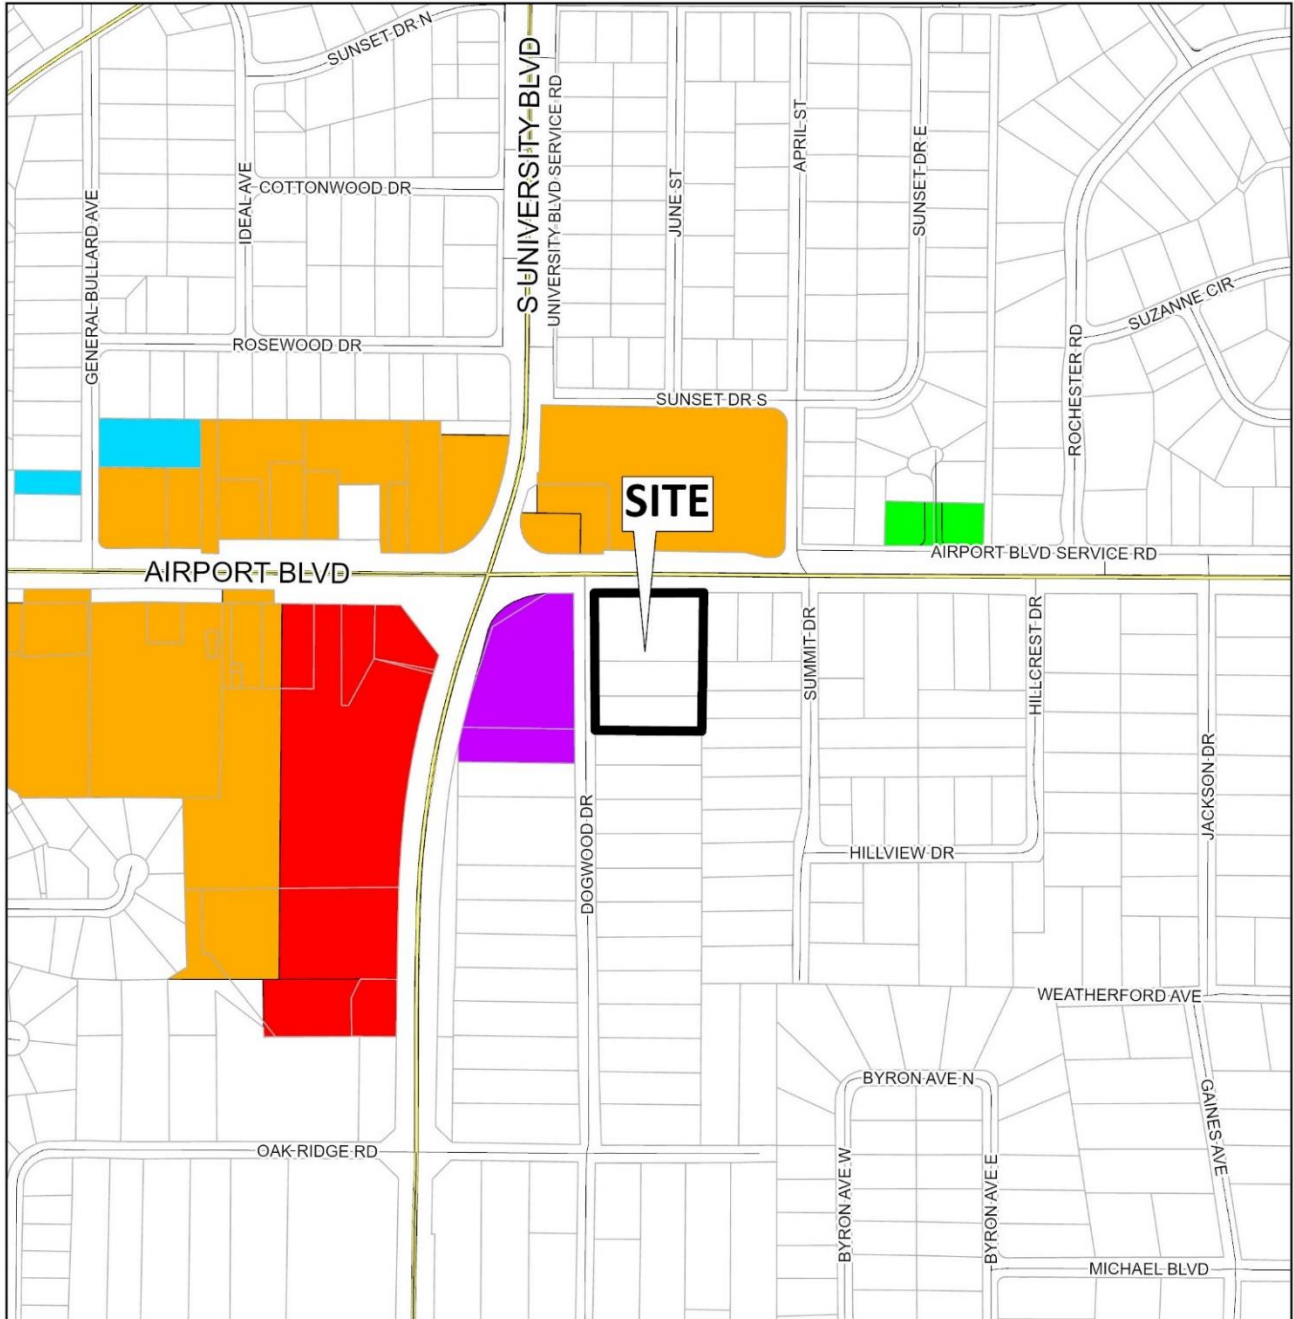 SUNSET DR N
S UNIVERSITY BLVD
UNIVERSITY BLVD SERVICE RD
JUNE ST
APRIL ST
SUNSET DR E
COTTONWOOD DR
IDEAL AVE
GENERAL BULLARD AVE
ROSEWOOD DR
SUZANNE CIR
ROCHESTER RD
SUNSET DR S
SITE
AIRPORT BLVD SERVICE RD
AIRPORT BLVD
SUMMIT DR
HILLCREST DR
JACKSON DR
DOGWOOD DR
HILLVIEW DR
WEATHERFORD AVE
BYRON AVE N
GAINES AVE
OAK RIDGE RD
BYRON AVE W
BYRON AVE E
MICHAEL BLVD